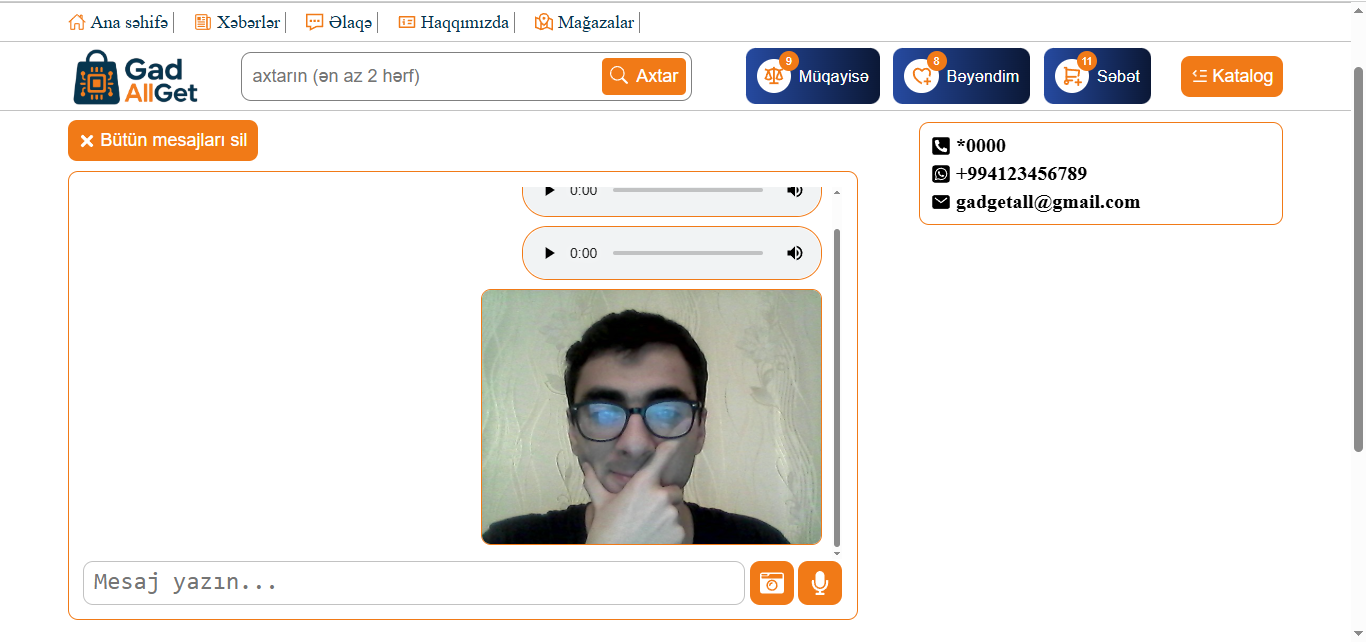 Ana səhifə Xəbərlər Əlaqə Haqqımızda Mağazalar
Gad
AllGet
axtarın (ən az 2 hərf)
Axtar
9
Müqayisə
8
Bəyəndim
11
Səbət
Katalog
Bütün mesajları sil
*0000
+994123456789
gadgetall@gmail.com
0:00
0:00
Mesaj yazın...